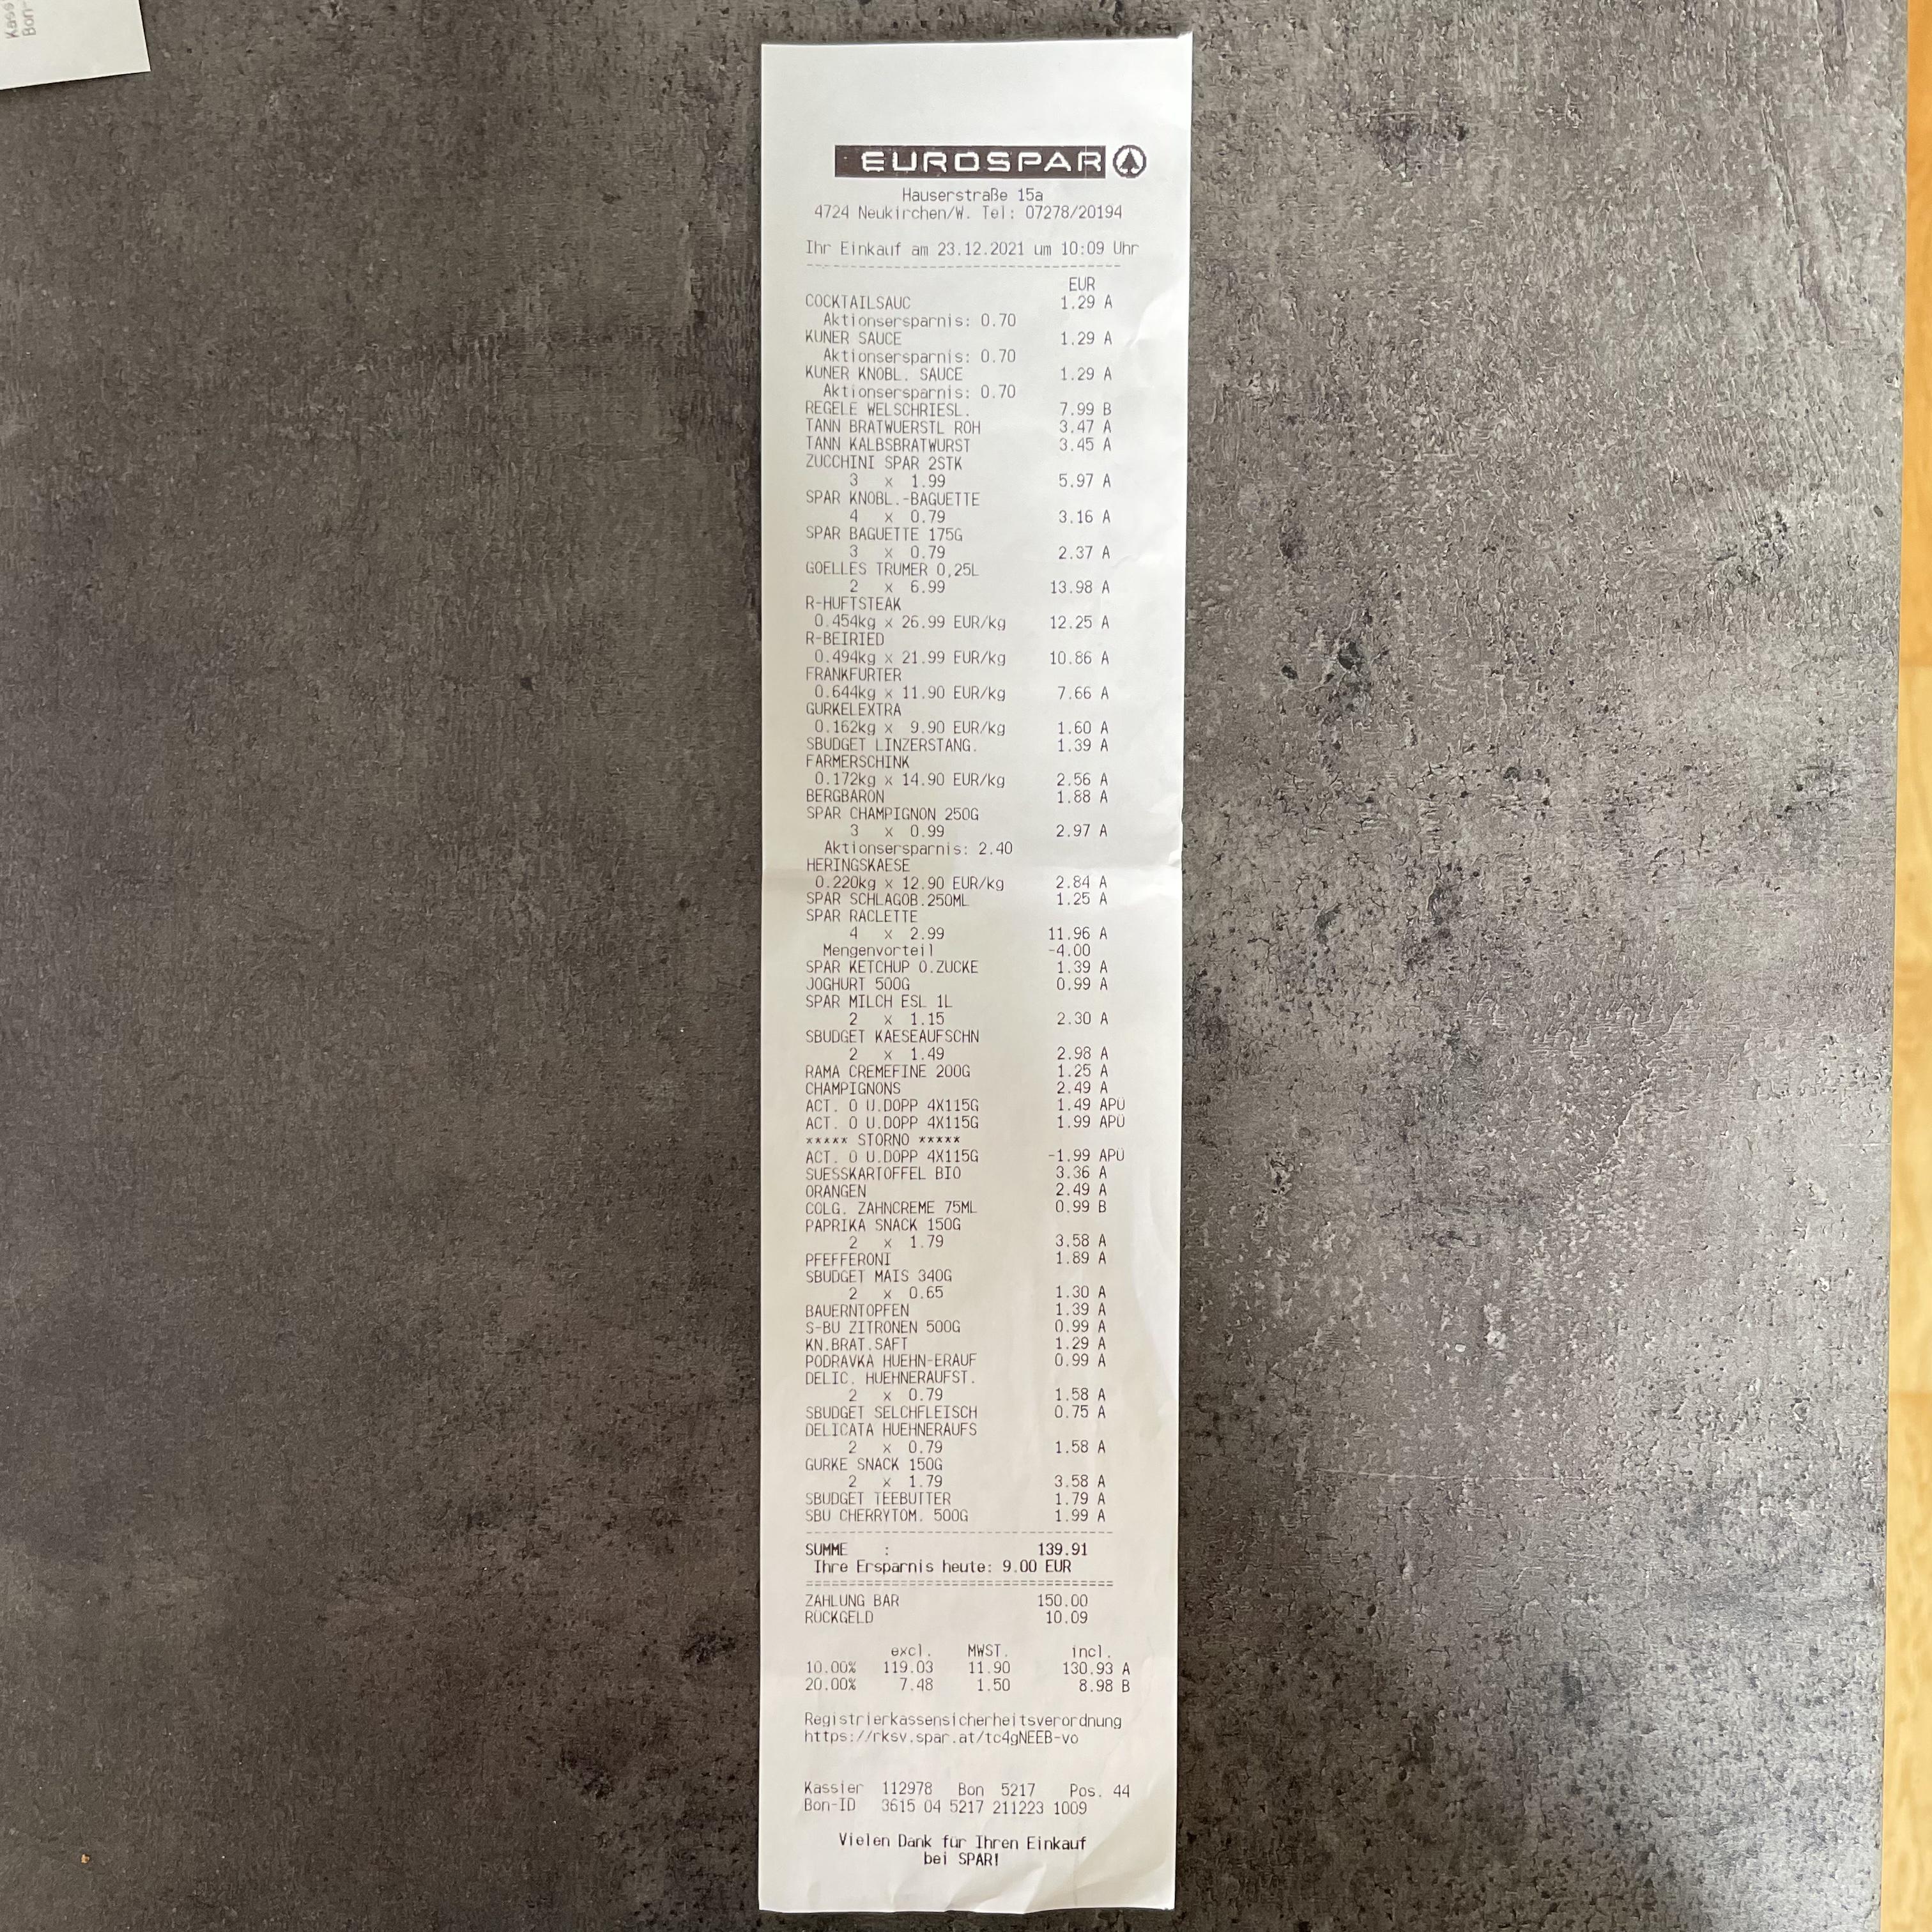 Kass
Bon-
EUROSPAR
Hauserstraße 15a
4724 Neukirchen/W. Tel: 07278/20194
Ihr Einkauf am 23.12.2021 um 10:09 Uhr
------------------------------------
EUR
COCKTAILSAUC 1.29 A
Aktionsersparnis: 0.70
KUNER SAUCE 1.29 A
Aktionsersparnis: 0.70
KUNER KNOBL. SAUCE 1.29 A
Aktionsersparnis: 0.70
REGELE WELSCHRIESL. 7.99 B
TANN BRATWUERSTL ROH 3.47 A
TANN KALBSBRATWURST 3.45 A
ZUCCHINI SPAR 2STK
3 x 1.99 5.97 A
SPAR KNOBL.-BAGUETTE
4 x 0.79 3.16 A
SPAR BAGUETTE 175G
3 x 0.79 2.37 A
GOELLES TRUMER 0,25L
2 x 6.99 13.98 A
R-HUFTSTEAK
0.454kg x 26.99 EUR/kg 12.25 A
R-BEIRIED
0.494kg x 21.99 EUR/kg 10.86 A
FRANKFURTER
0.644kg x 11.90 EUR/kg 7.66 A
GURKELEXTRA
0.162kg x 9.90 EUR/kg 1.60 A
SBUDGET LINZERSTANG. 1.39 A
FARMERSCHINK
0.172kg x 14.90 EUR/kg 2.56 A
BERGBARON 1.88 A
SPAR CHAMPIGNON 250G
3 x 0.99 2.97 A
Aktionsersparnis: 2.40
HERINGSKAESE
0.220kg x 12.90 EUR/kg 2.84 A
SPAR SCHLAGOB.250ML 1.25 A
SPAR RACLETTE
4 x 2.99 11.96 A
Mengenvorteil -4.00
SPAR KETCHUP O.ZUCKE 1.39 A
JOGHURT 500G 0.99 A
SPAR MILCH ESL 1L
2 x 1.15 2.30 A
SBUDGET KAESEAUFSCHN
2 x 1.49 2.98 A
RAMA CREMEFINE 200G 1.25 A
CHAMPIGNONS 2.49 A
ACT. 0 U.DOPP 4X115G 1.49 APÜ
ACT. 0 U.DOPP 4X115G 1.99 APÜ
***** STORNO *****
ACT. 0 U.DOPP 4X115G -1.99 APÜ
SUESSKARTOFFEL BIO 3.36 A
ORANGEN 2.49 A
COLG. ZAHNCREME 75ML 0.99 B
PAPRIKA SNACK 150G
2 x 1.79 3.58 A
PFEFFERONI 1.89 A
SBUDGET MAIS 340G
2 x 0.65 1.30 A
BAUERNTOPFEN 1.39 A
S-BU ZITRONEN 500G 0.99 A
KN.BRAT.SAFT 1.29 A
PODRAVKA HUEHN-ERAUF 0.99 A
DELIC. HUEHNERAUFST.
2 x 0.79 1.58 A
SBUDGET SELCHFLEISCH 0.75 A
DELICATA HUEHNERAUFS
2 x 0.79 1.58 A
GURKE SNACK 150G
2 x 1.79 3.58 A
SBUDGET TEEBUTTER 1.79 A
SBU CHERRYTOM. 500G 1.99 A
------------------------------------
SUMME : 139.91
Ihre Ersparnis heute: 9.00 EUR
====================================
ZAHLUNG BAR 150.00
RÜCKGELD 10.09
excl. MWST. incl.
10.00% 119.03 11.90 130.93 A
20.00% 7.48 1.50 8.98 B
Registrierkassensicherheitsverordnung
https://rksv.spar.at/tc4gNEEB-vo
Kassier 112978 Bon 5217 Pos. 44
Bon-ID 3615 04 5217 211223 1009
Vielen Dank für Ihren Einkauf
bei SPAR!